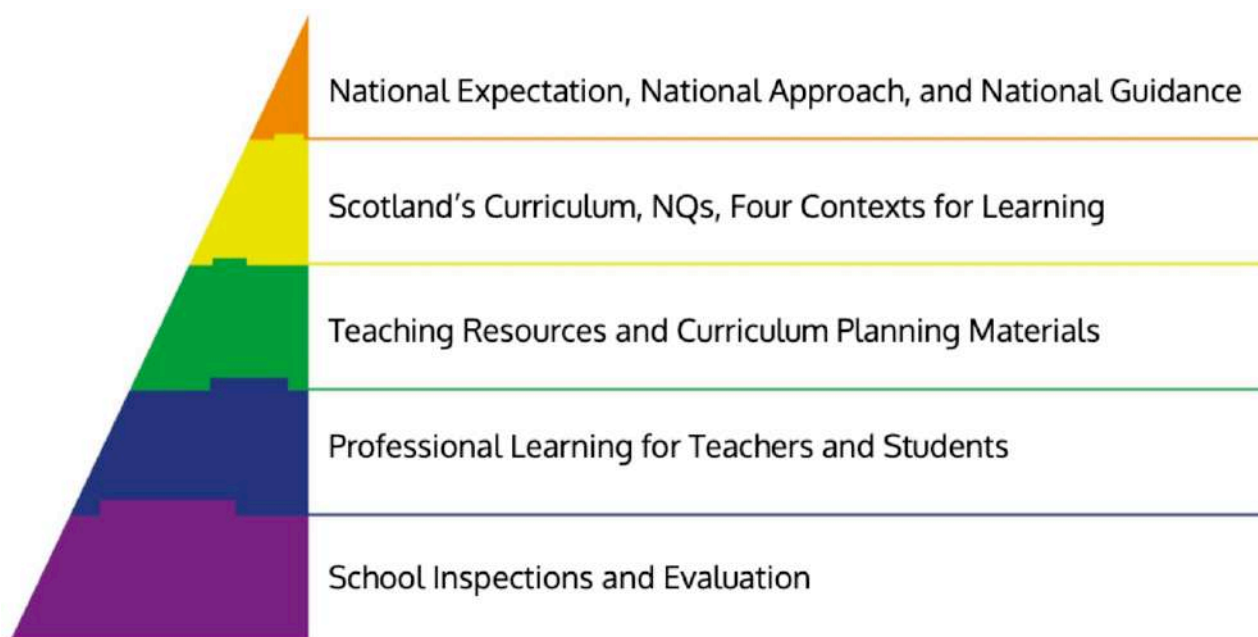 National Expectation, National Approach, and National Guidance
Scotland’s Curriculum, NQs, Four Contexts for Learning
Teaching Resources and Curriculum Planning Materials
Professional Learning for Teachers and Students
School Inspections and Evaluation